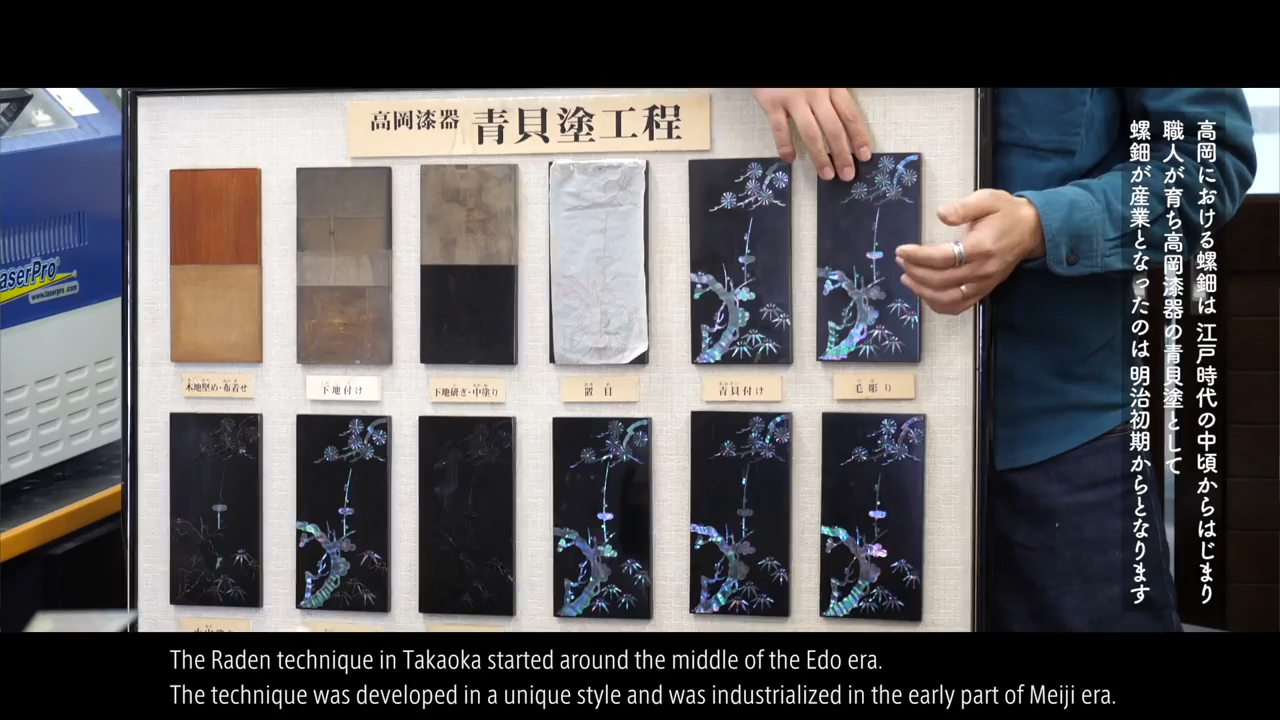 高岡漆器 青貝塗工程
LaserPro
www.laserpro.com
木地堅め・布着せ
下地付け
下地研ぎ・中塗り
置目
青貝付け
毛彫り
高岡における螺鈿は 江戸時代の中頃からはじまり
職人が育ち高岡漆器の青貝塗として
螺鈿が産業となったのは 明治初期からとなります
The Raden technique in Takaoka started around the middle of the Edo era.
The technique was developed in a unique style and was industrialized in the early part of Meiji era.